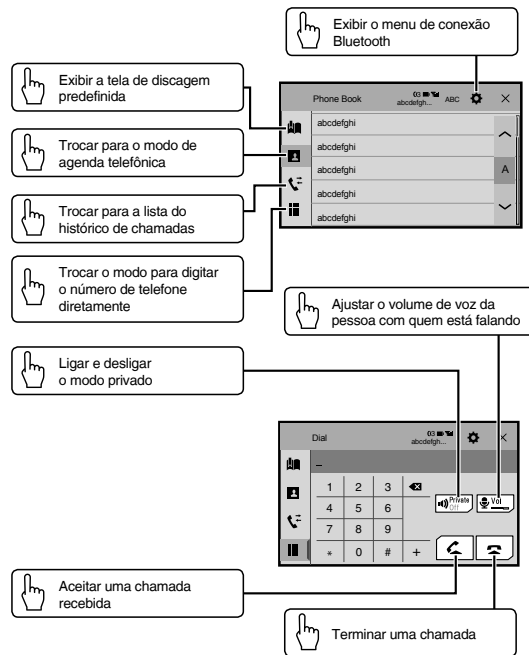 Exibir o menu de conexão
Bluetooth
Exibir a tela de discagem
predefinida
Trocar para o modo de
agenda telefônica
Trocar para a lista do
histórico de chamadas
Trocar o modo para digitar
o número de telefone
diretamente
Phone Book
abcdefgh...
ABC
abcdefghi
abcdefghi
abcdefghi
A
abcdefghi
abcdefghi
Ajustar o volume de voz da
pessoa com quem está falando
Ligar e desligar
o modo privado
Dial
abcdefgh...
1 2 3
4 5 6
7 8 9
* 0 # +
Private
Off
Vol
Aceitar uma chamada
recebida
Terminar uma chamada